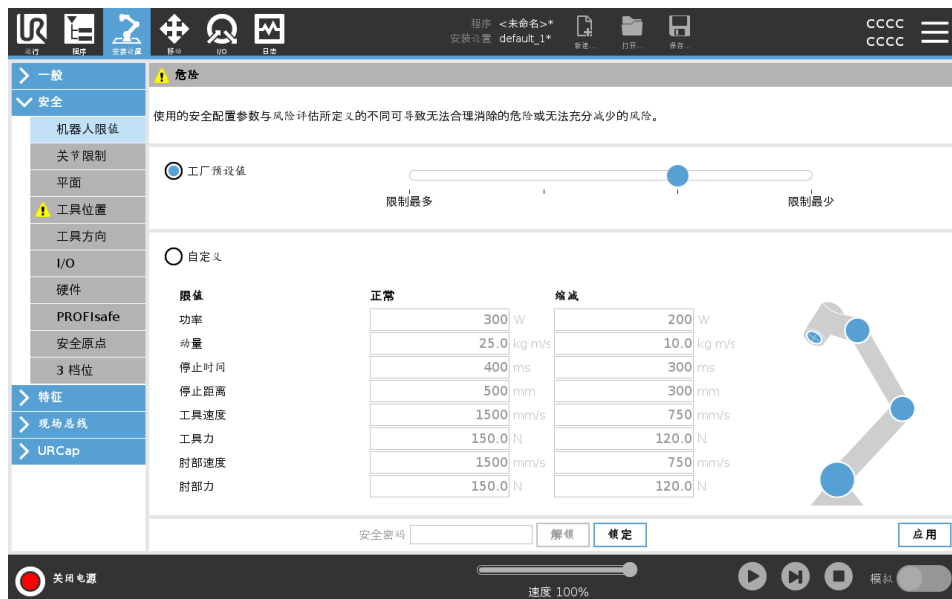 运行 程序 安装设置 移动 I/O 日志
程序 <未命名>*
安装设置 default_1*
新建... 打开... 保存...
CCCC
CCCC
一般
安全
机器人限值
关节限制
平面
工具位置
工具方向
I/O
硬件
PROFIsafe
安全原点
3 档位
特征
现场总线
URCap
危险
使用的安全配置参数与风险评估所定义的不同可导致无法合理消除的危险或无法充分减少的风险。
工厂预设值
限制最多 限制最少
自定义
限值 正常 缩减
功率 300 W 200 W
动量 25.0 kg m/s 10.0 kg m/s
停止时间 400 ms 300 ms
停止距离 500 mm 300 mm
工具速度 1500 mm/s 750 mm/s
工具力 150.0 N 120.0 N
肘部速度 1500 mm/s 750 mm/s
肘部力 150.0 N 120.0 N
安全密码 解锁 锁定 应用
关闭电源
速度 100%
模拟